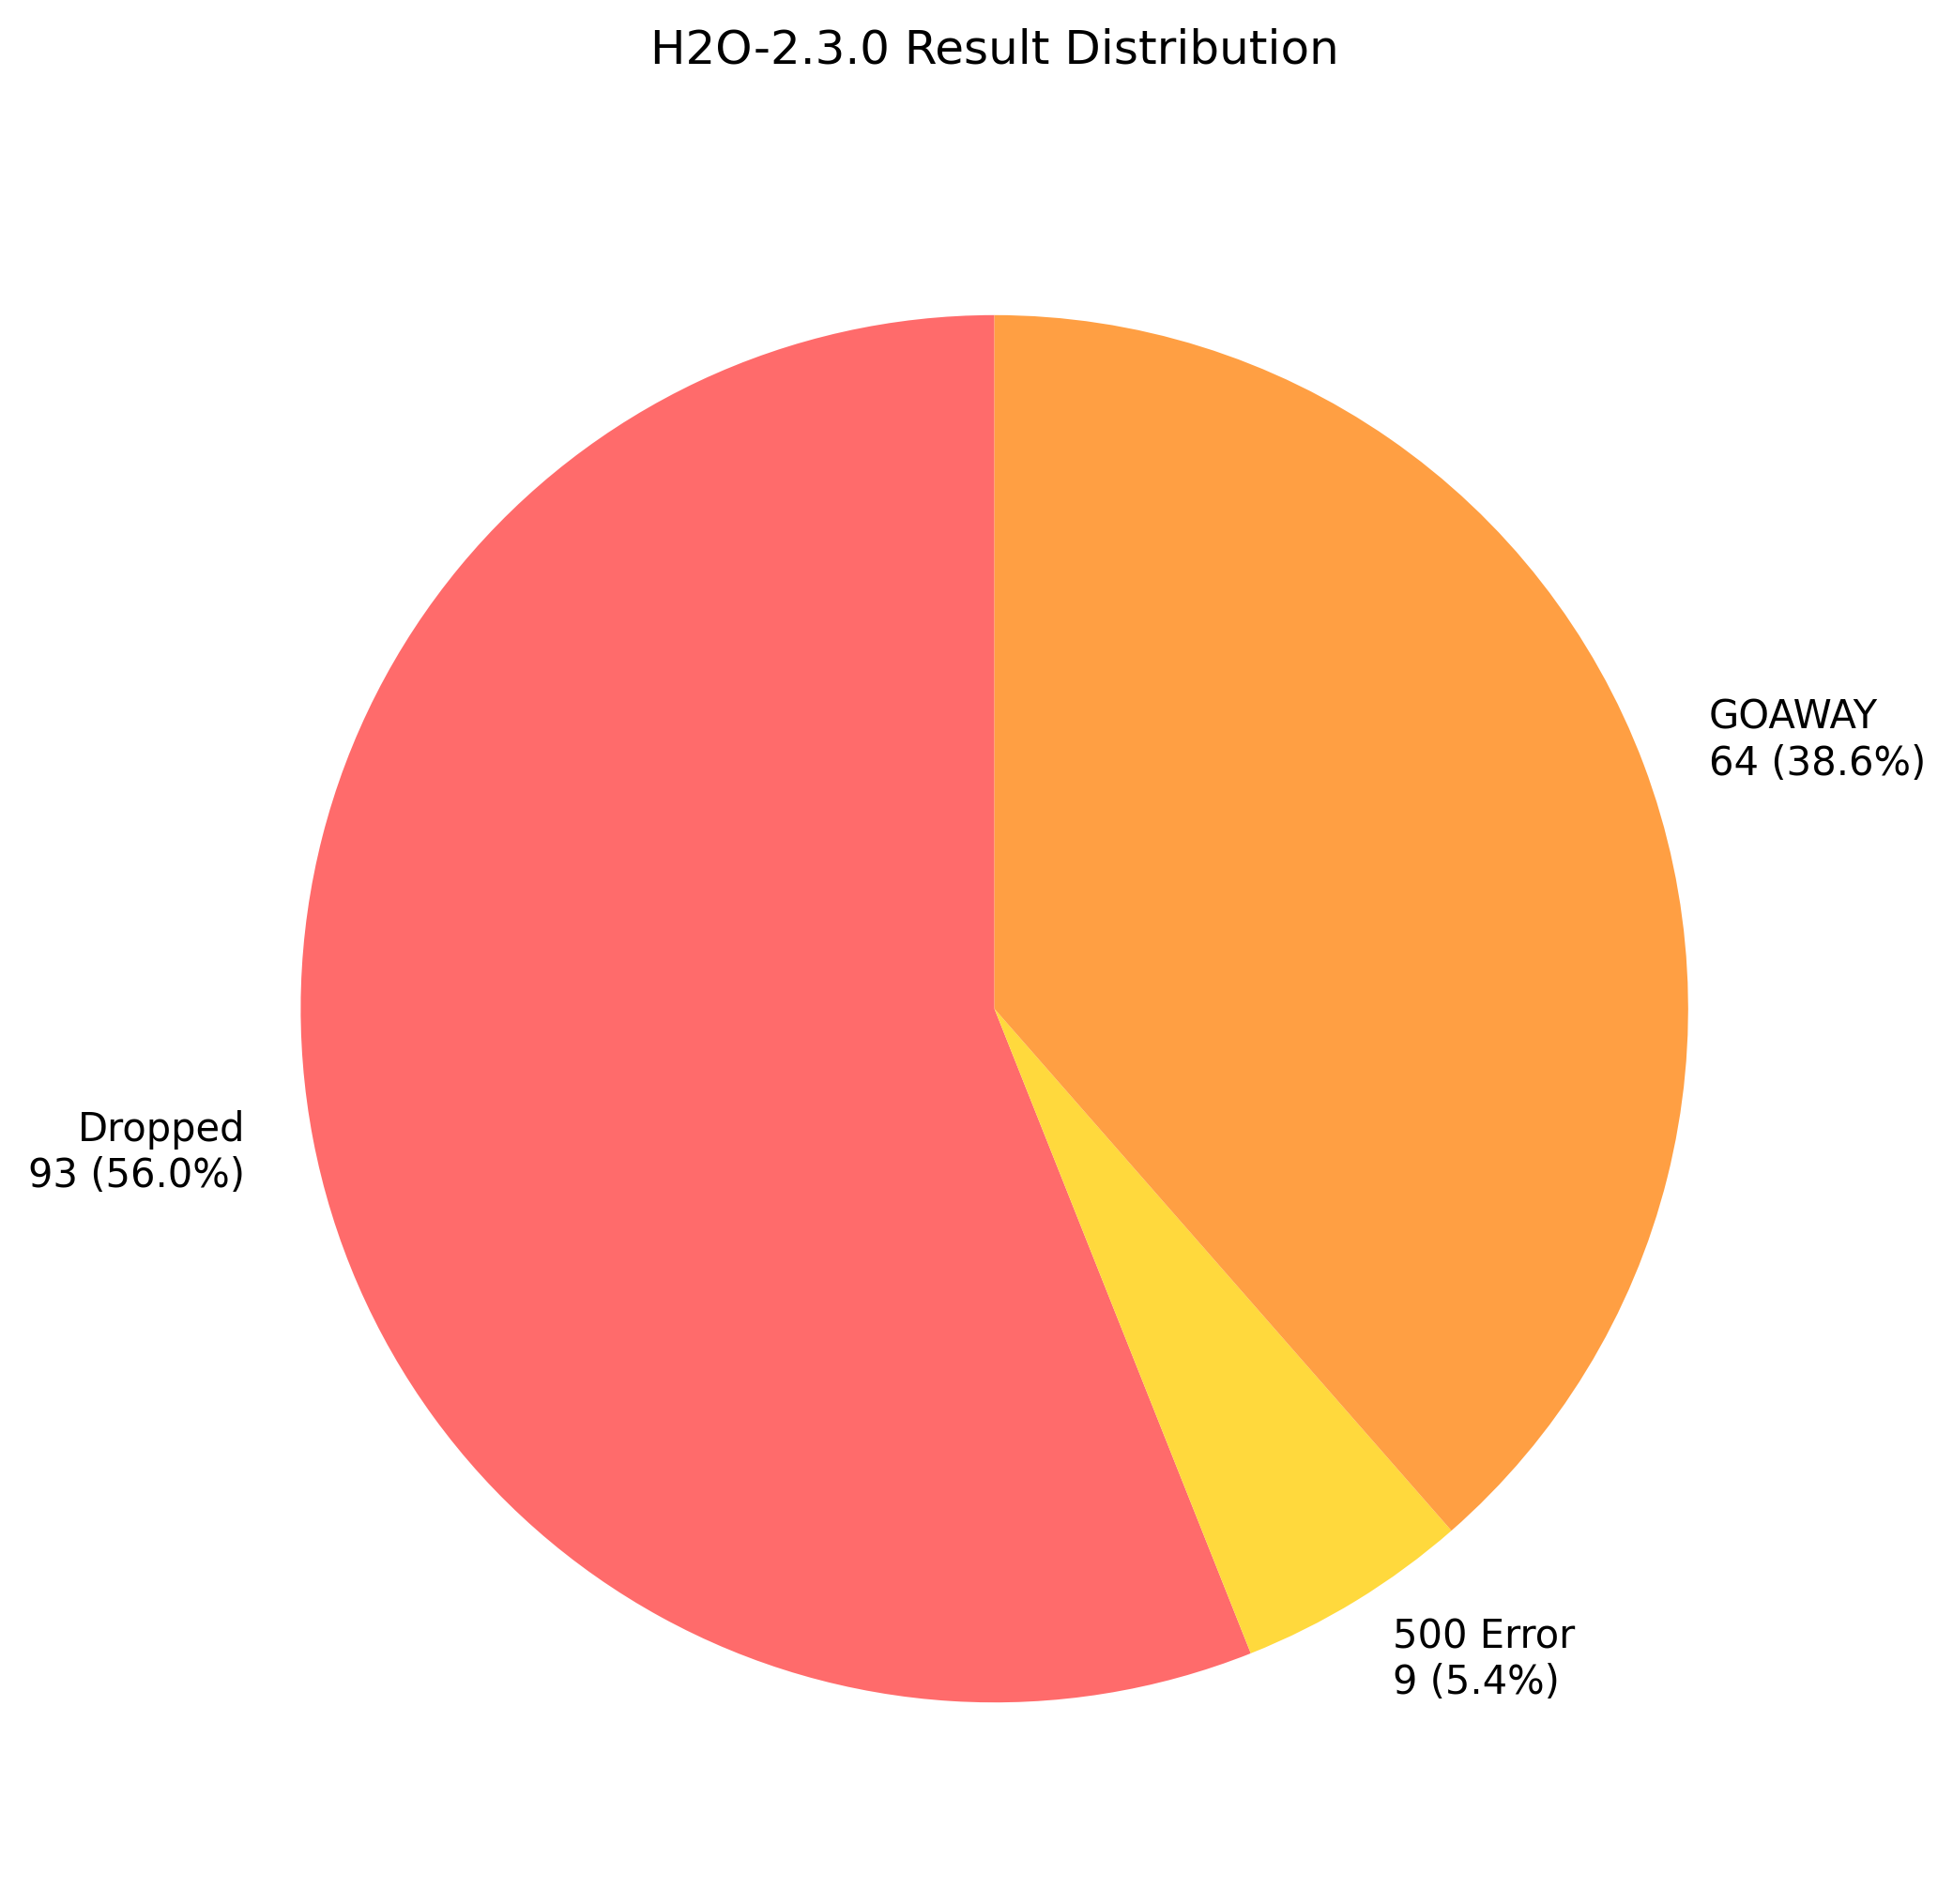 H2O-2.3.0 Result Distribution
GOAWAY
64 (38.6%)
Dropped
93 (56.0%)
500 Error
9 (5.4%)